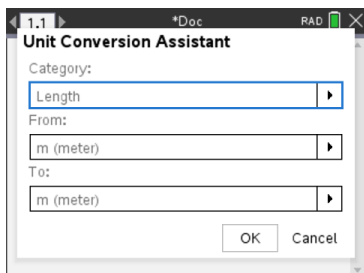 1.1 *Doc RAD
Unit Conversion Assistant
Category:
Length
From:
m (meter)
To:
m (meter)
OK Cancel